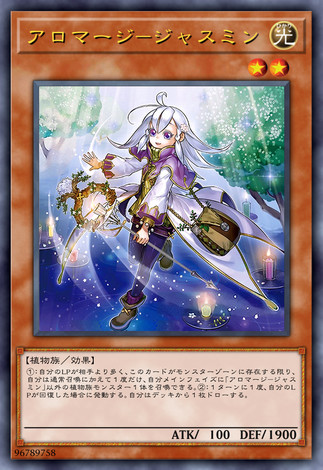 アロマージ－ジャスミン
光
【植物族／効果】
①：自分のLPが相手より多く、このカードがモンスターゾーンに存在する限り、
自分は通常召喚に加えて1度だけ、自分メインフェイズに「アロマージ－ジャス
ミン」以外の植物族モンスター1体を召喚できる。②：1ターンに1度、自分のL
Pが回復した場合に発動する。自分はデッキから1枚ドローする。
ATK/ 100 DEF/1900
96789758